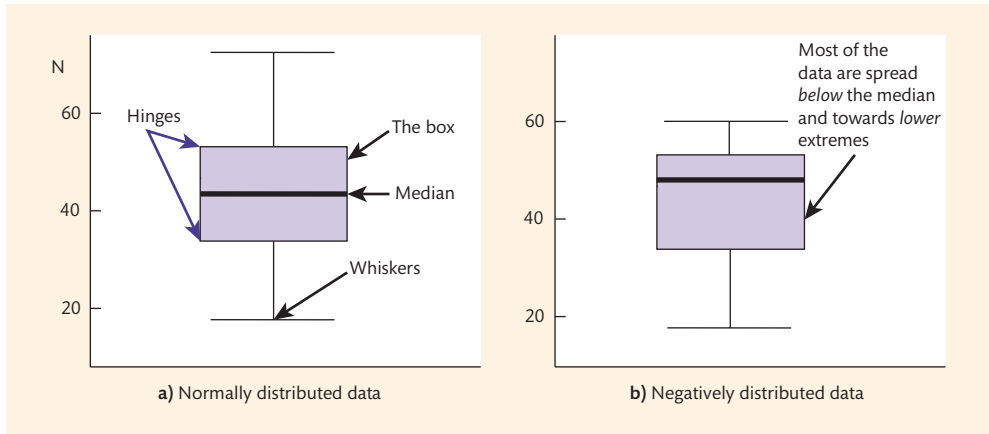 N
60
40
20
Hinges
The box
Median
Whiskers
a) Normally distributed data
60
40
20
Most of the
data are spread
below the median
and towards lower
extremes
b) Negatively distributed data